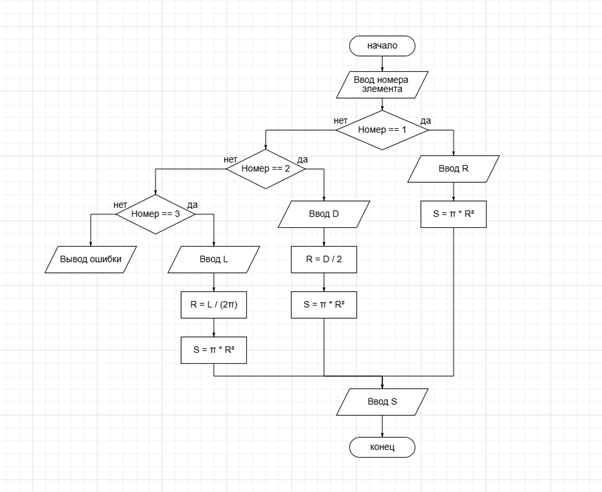 начало
Ввод номера
элемента
нет
да
Номер == 1
нет
да
Номер == 2
Ввод R
нет
да
Номер == 3
Ввод D
S = π * R²
Вывод ошибки
Ввод L
R = D / 2
R = L / (2π)
S = π * R²
S = π * R²
Ввод S
конец